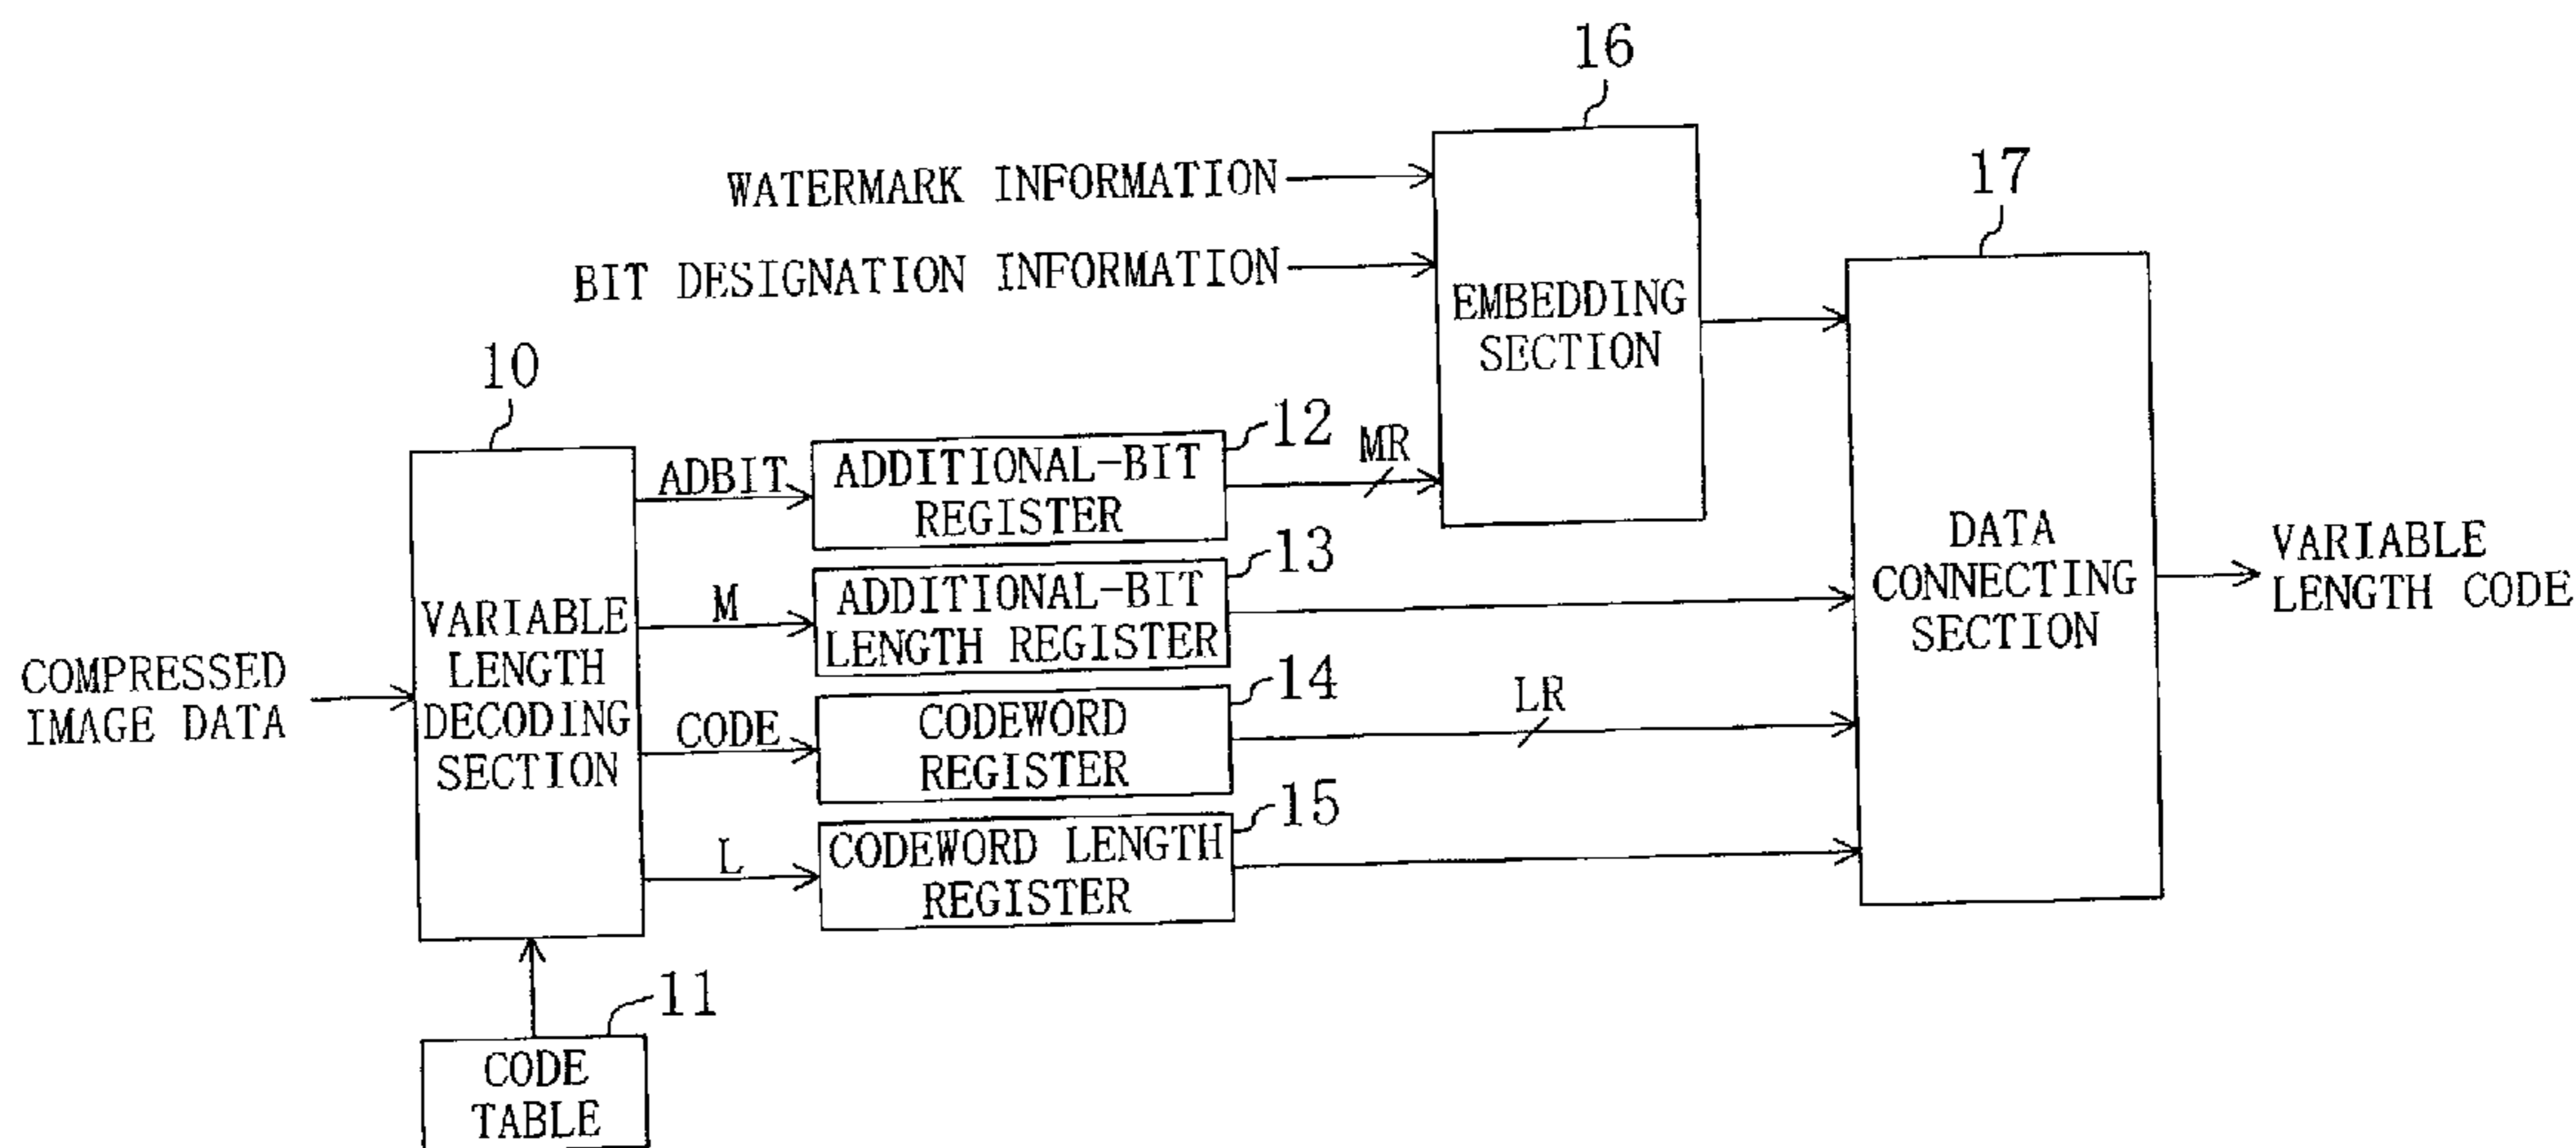 16
WATERMARK INFORMATION
17
BIT DESIGNATION INFORMATION
EMBEDDING
SECTION
10
12
MR
ADBIT
ADDITIONAL-BIT
REGISTER
13
M
ADDITIONAL-BIT
LENGTH REGISTER
DATA
CONNECTING
SECTION
VARIABLE
LENGTH CODE
COMPRESSED
IMAGE DATA
VARIABLE
LENGTH
DECODING
SECTION
14
LR
CODE
CODEWORD
REGISTER
15
L
CODEWORD LENGTH
REGISTER
11
CODE
TABLE